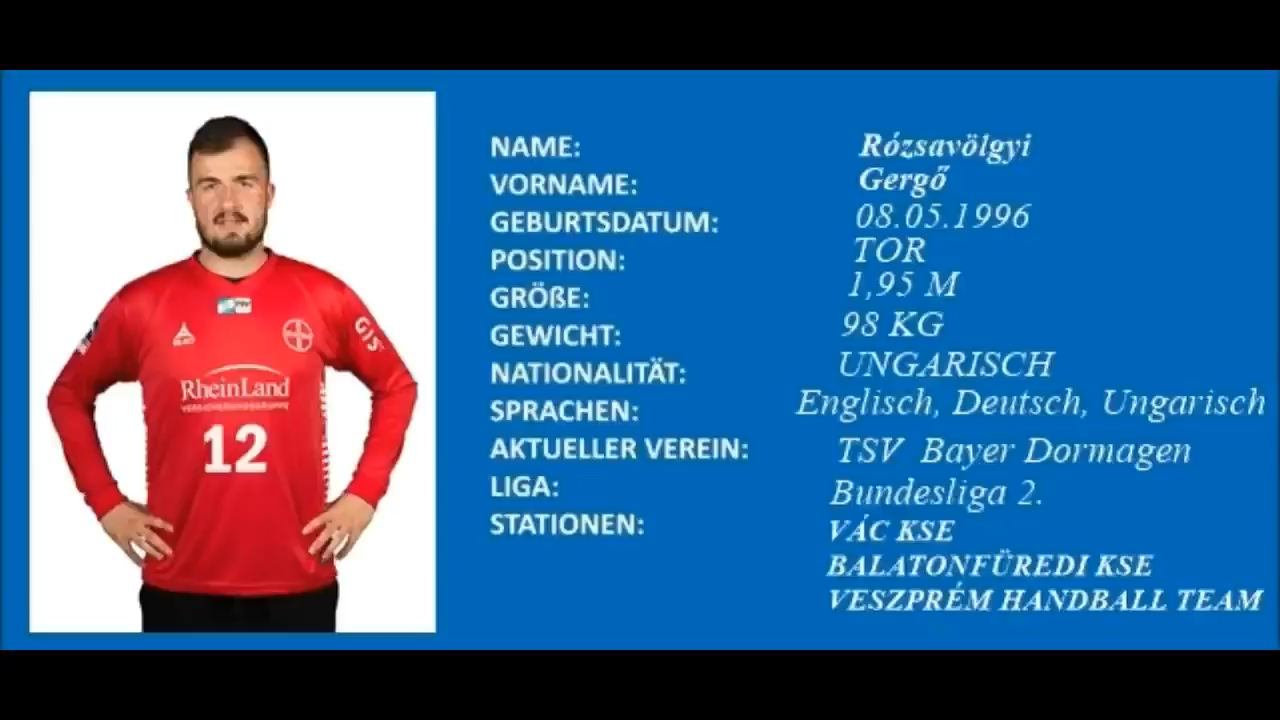 NAME: Rózsavölgyi
VORNAME: Gergő
GEBURTSDATUM: 08.05.1996
POSITION: TOR
GRÖßE: 1,95 M
GEWICHT: 98 KG
NATIONALITÄT: UNGARISCH
SPRACHEN: Englisch, Deutsch, Ungarisch
AKTUELLER VEREIN: TSV Bayer Dormagen
LIGA: Bundesliga 2.
STATIONEN: VÁC KSE
BALATONFÜREDI KSE
VESZPRÉM HANDBALL TEAM
RheinLand
12